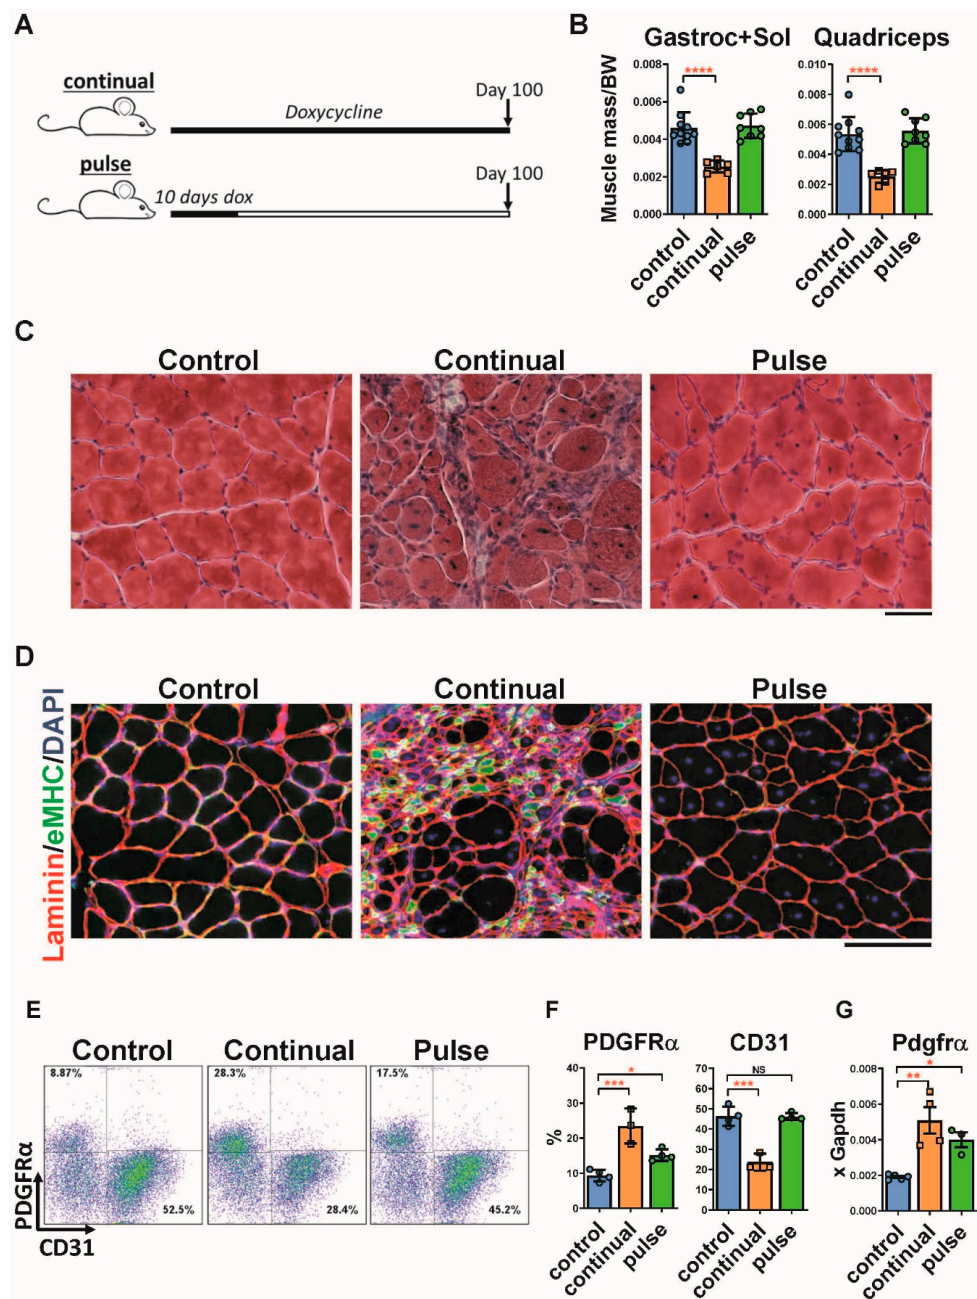 A
continual
Doxycycline
Day 100
pulse
10 days dox
Day 100
B
Gastroc+Sol
Quadriceps
Muscle mass/BW
0.008
0.006
0.004
0.002
0.000
****
control
continual
pulse
0.010
0.008
0.006
0.004
0.002
0.000
****
control
continual
pulse
C
Control
Continual
Pulse
D
Control
Continual
Pulse
Laminin/eMHC/DAPI
E
Control
Continual
Pulse
8.87%
52.5%
28.3%
28.4%
17.5%
45.2%
PDGFRα
CD31
F
PDGFRα
%
40
30
20
10
0
*
***
control
continual
pulse
CD31
70
60
50
40
30
20
10
0
NS
***
control
continual
pulse
G
Pdgfrα
x Gapdh
0.008
0.006
0.004
0.002
0.000
*
**
control
continual
pulse